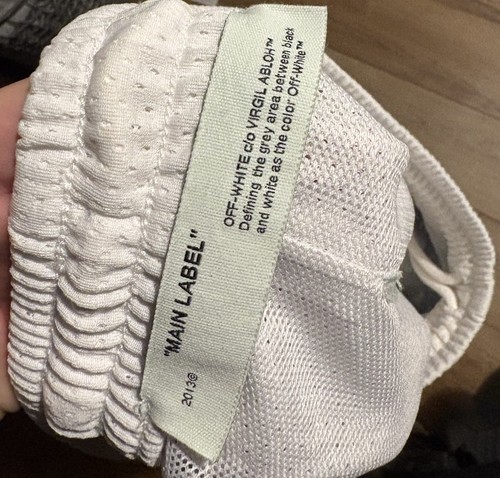 OFF-WHITE c/o VIRGIL ABLOH™
Defining the grey area between black
and white as the color Off-White™
"MAIN LABEL"
2013®